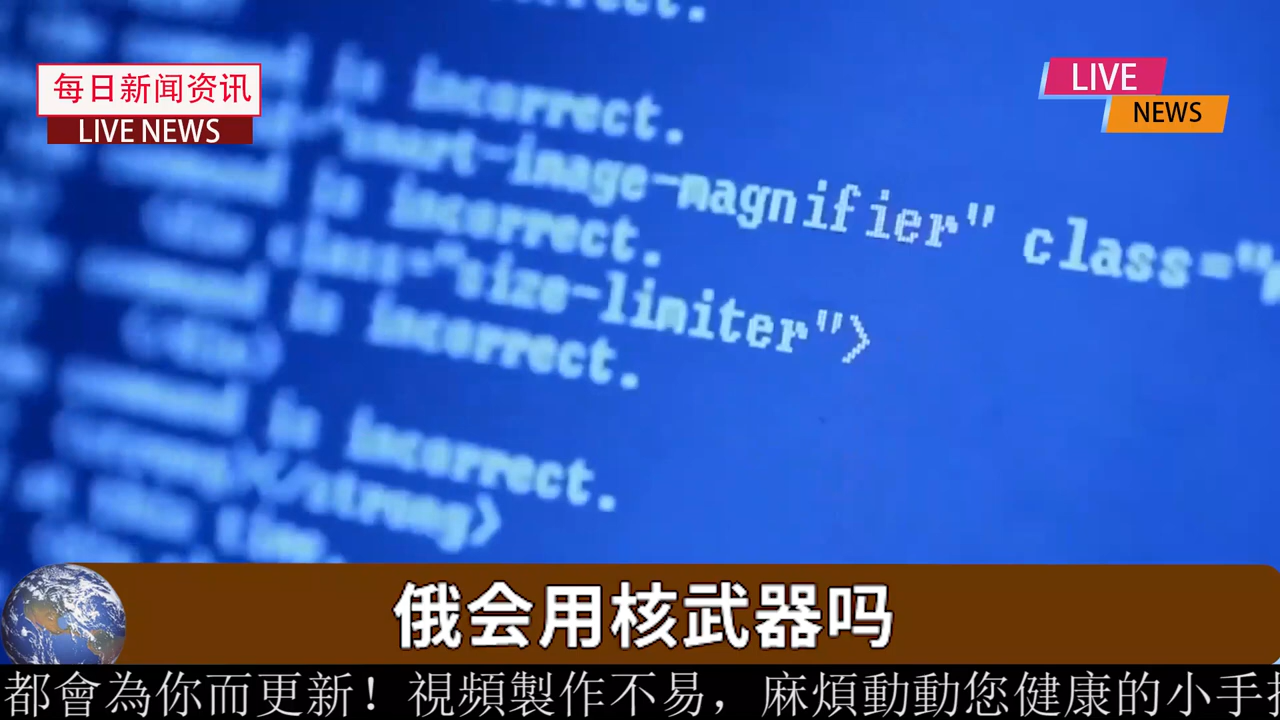 每日新闻资讯
LIVE NEWS
LIVE
NEWS
is incorrect.
smart-image-magnifier" class="
is incorrect.
<div class="size-limiter">
is incorrect.
is incorrect.
</strong>
俄会用核武器吗
都會為你而更新！視頻製作不易，麻煩動動您健康的小手